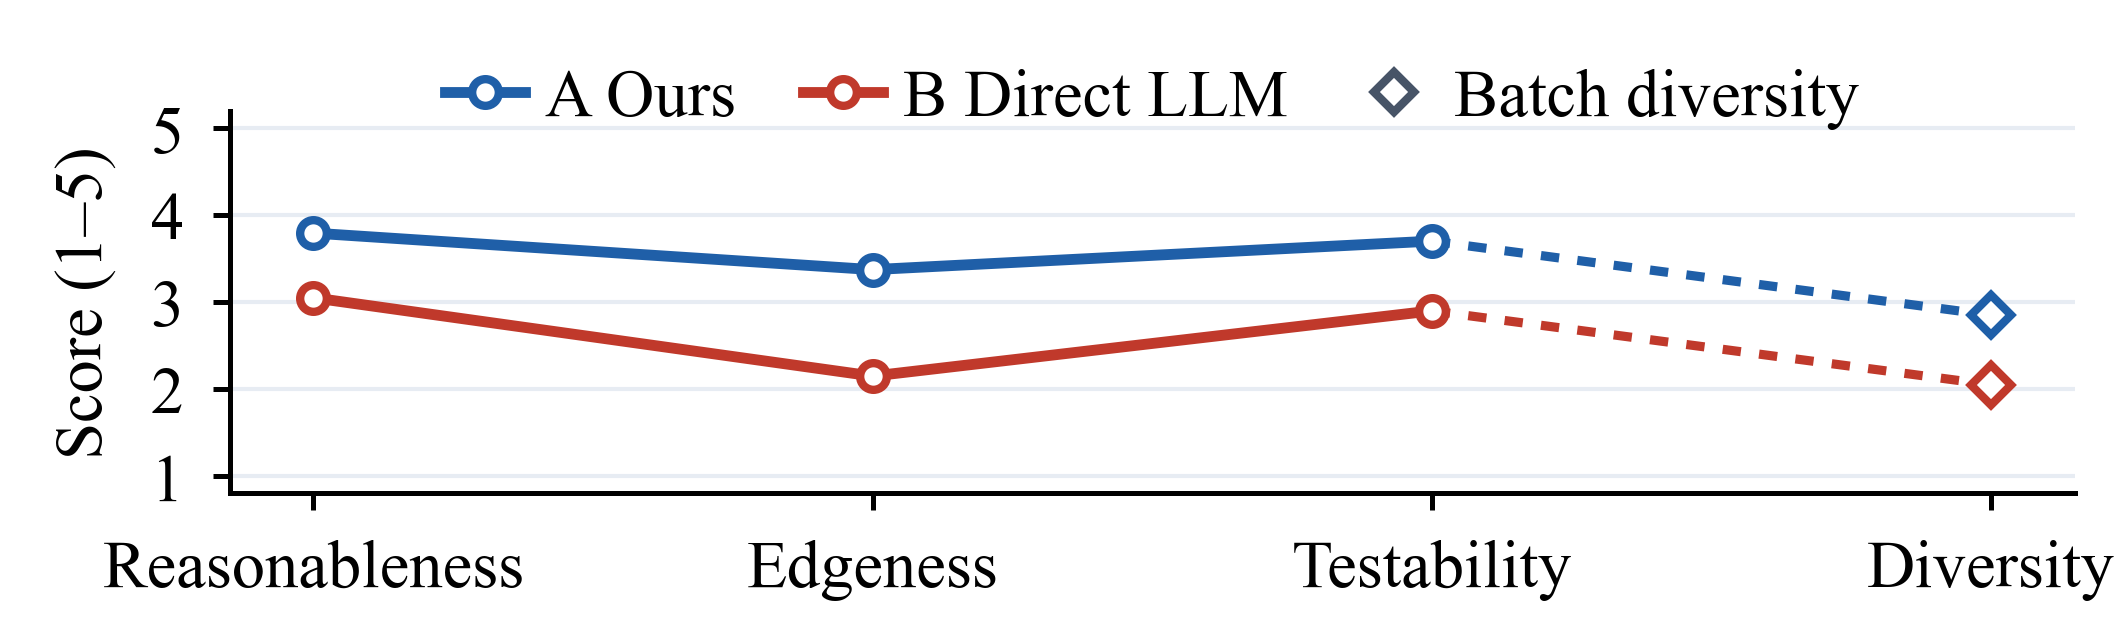 A Ours B Direct LLM Batch diversity
Score (1–5)
5
4
3
2
1
Reasonableness Edgeness Testability Diversity